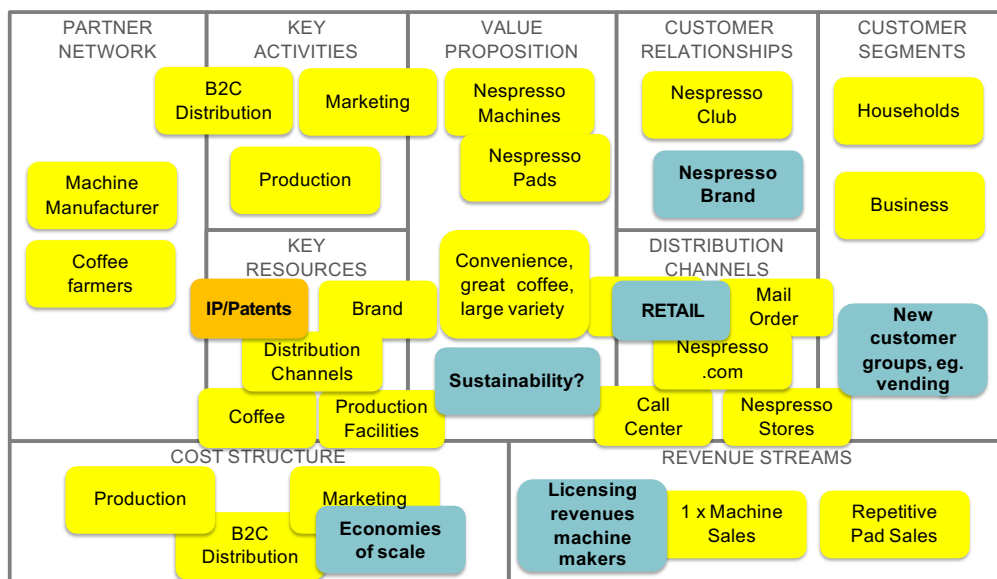 PARTNER
NETWORK
KEY
ACTIVITIES
VALUE
PROPOSITION
CUSTOMER
RELATIONSHIPS
CUSTOMER
SEGMENTS
B2C
Distribution
Marketing
Nespresso
Machines
Nespresso
Club
Households
Machine
Manufacturer
Production
Nespresso
Pads
Nespresso
Brand
Business
Coffee
farmers
KEY
RESOURCES
Convenience,
great coffee,
large variety
DISTRIBUTION
CHANNELS
IP/Patents
Brand
RETAIL
Mail
Order
New
customer
groups, eg.
vending
Distribution
Channels
Nespresso
.com
Sustainability?
Coffee
Production
Facilities
Call
Center
Nespresso
Stores
COST STRUCTURE
REVENUE STREAMS
Production
Marketing
B2C
Distribution
Economies
of scale
Licensing
revenues
machine
makers
1 x Machine
Sales
Repetitive
Pad Sales